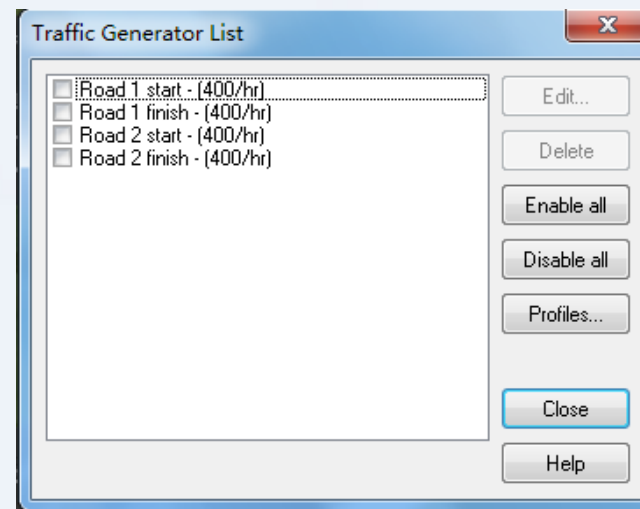 Traffic Generator List
Road 1 start - (400/hr)
Road 1 finish - (400/hr)
Road 2 start - (400/hr)
Road 2 finish - (400/hr)
Edit...
Delete
Enable all
Disable all
Profiles...
Close
Help